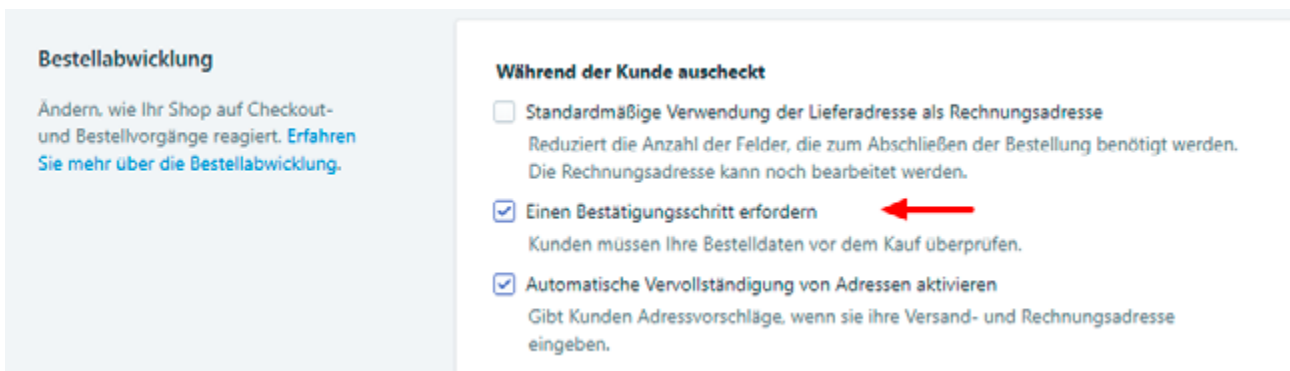 Bestellabwicklung
Ändern, wie Ihr Shop auf Checkout-
und Bestellvorgänge reagiert. Erfahren
Sie mehr über die Bestellabwicklung.
Während der Kunde auscheckt
Standardmäßige Verwendung der Lieferadresse als Rechnungsadresse
Reduziert die Anzahl der Felder, die zum Abschließen der Bestellung benötigt werden.
Die Rechnungsadresse kann noch bearbeitet werden.
Einen Bestätigungsschritt erfordern
Kunden müssen Ihre Bestelldaten vor dem Kauf überprüfen.
Automatische Vervollständigung von Adressen aktivieren
Gibt Kunden Adressvorschläge, wenn sie ihre Versand- und Rechnungsadresse
eingeben.